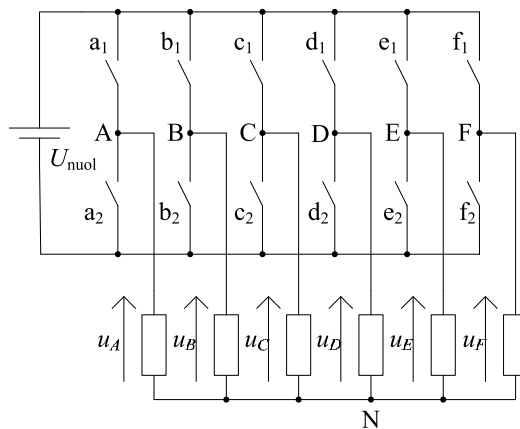 a1 b1 c1 d1 e1 f1
A B C D E F
Unuol
a2 b2 c2 d2 e2 f2
uA uB uC uD uE uF
N